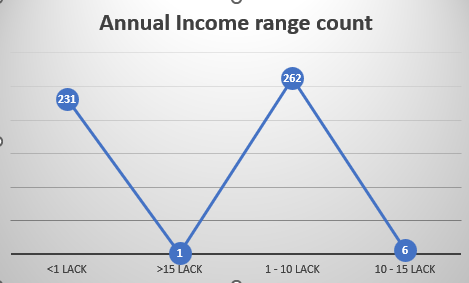 Annual Income range count
231
1
262
6
<1 LACK
>15 LACK
1 - 10 LACK
10 - 15 LACK